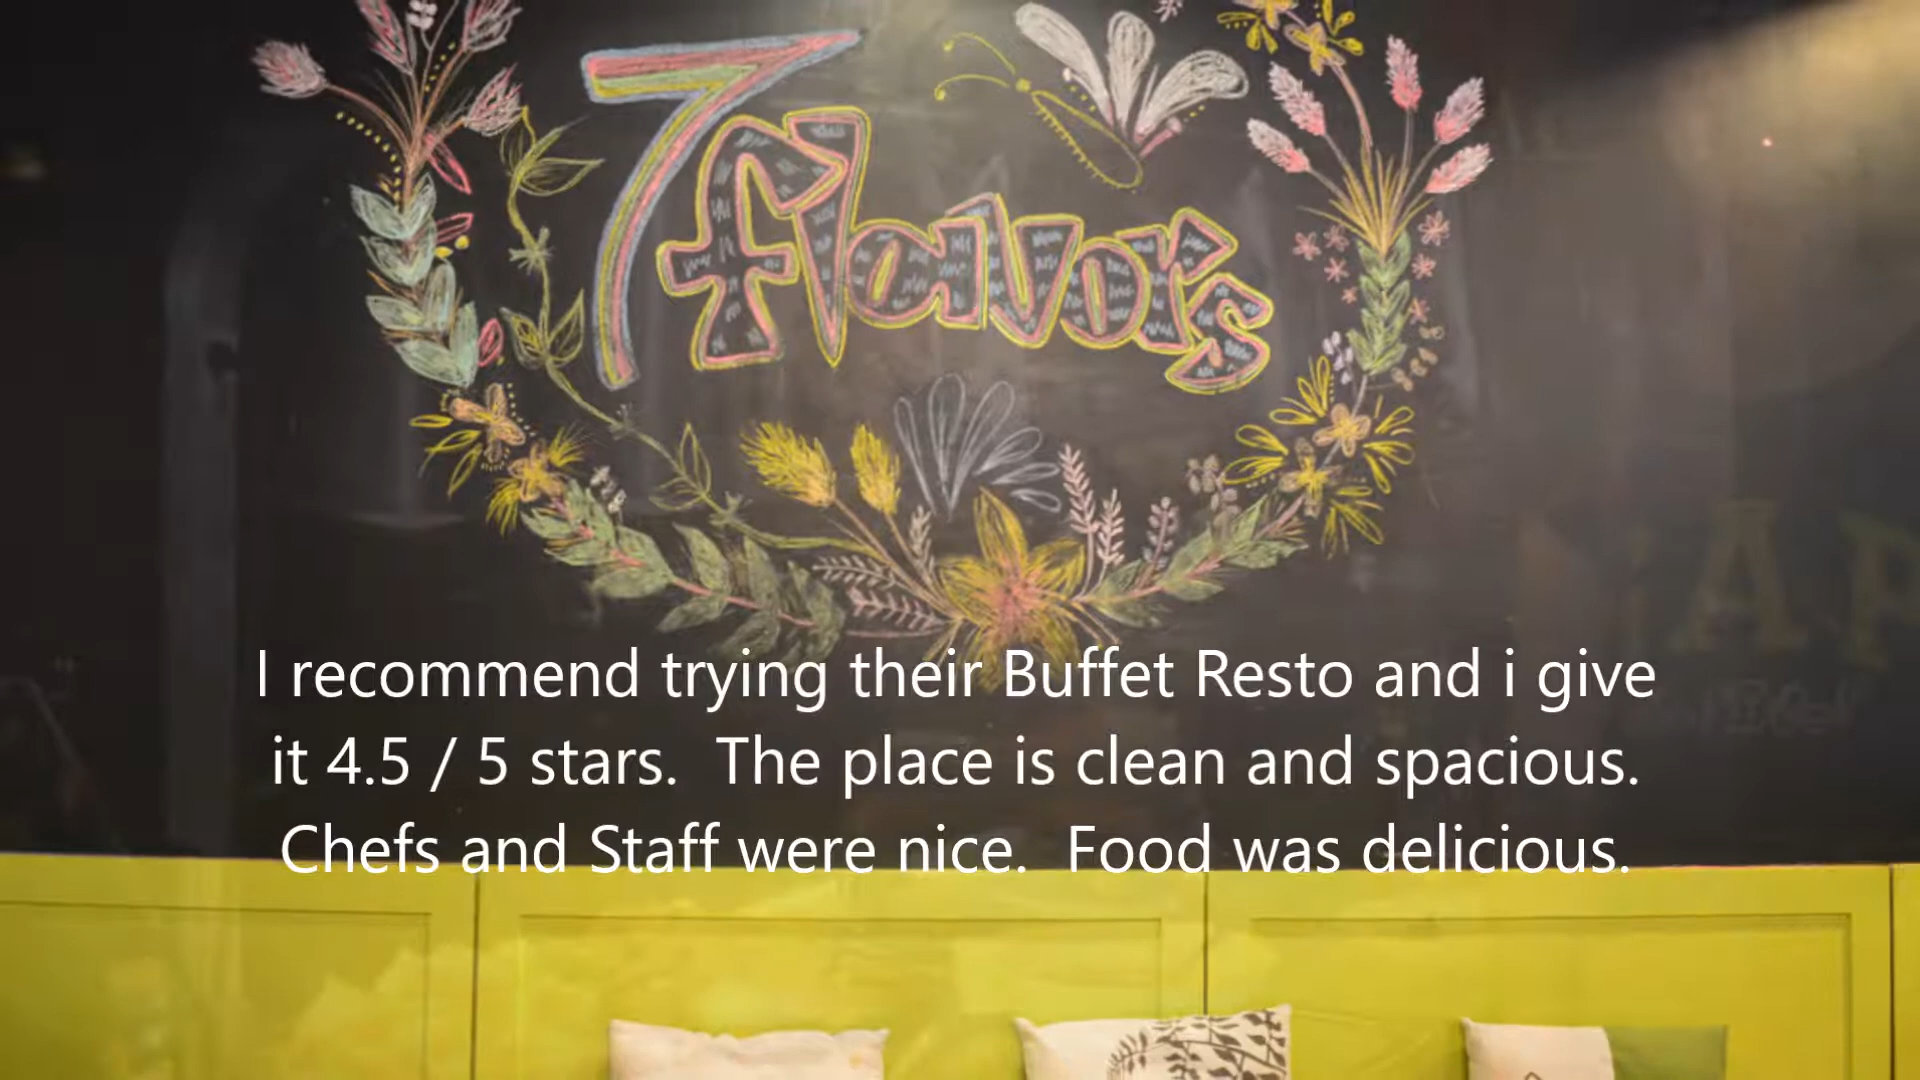 7 flavors
I recommend trying their Buffet Resto and i give
it 4.5 / 5 stars.  The place is clean and spacious.
Chefs and Staff were nice.  Food was delicious.